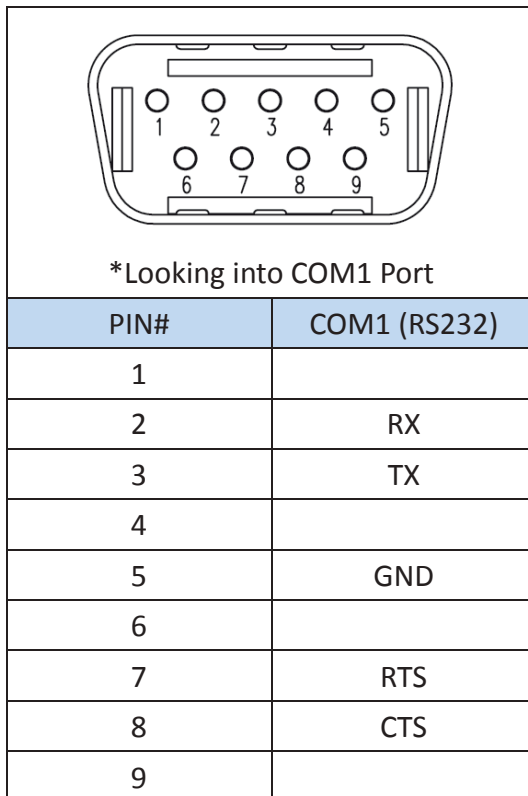 1 2 3 4 5
6 7 8 9
*Looking into COM1 Port
PIN# COM1 (RS232)
1
2 RX
3 TX
4
5 GND
6
7 RTS
8 CTS
9